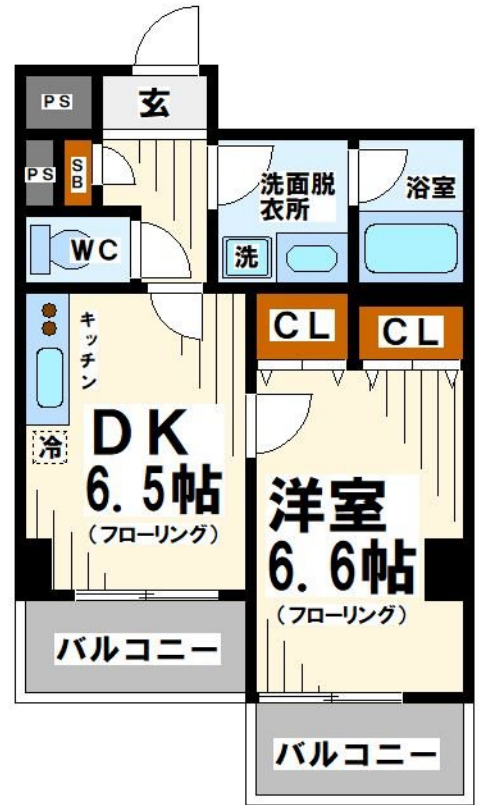 PS
玄
PS
SB
洗面脱
衣所
浴室
WC
洗
キッチン
CL
CL
冷
DK
6.5帖
(フローリング)
洋室
6.6帖
(フローリング)
バルコニー
バルコニー